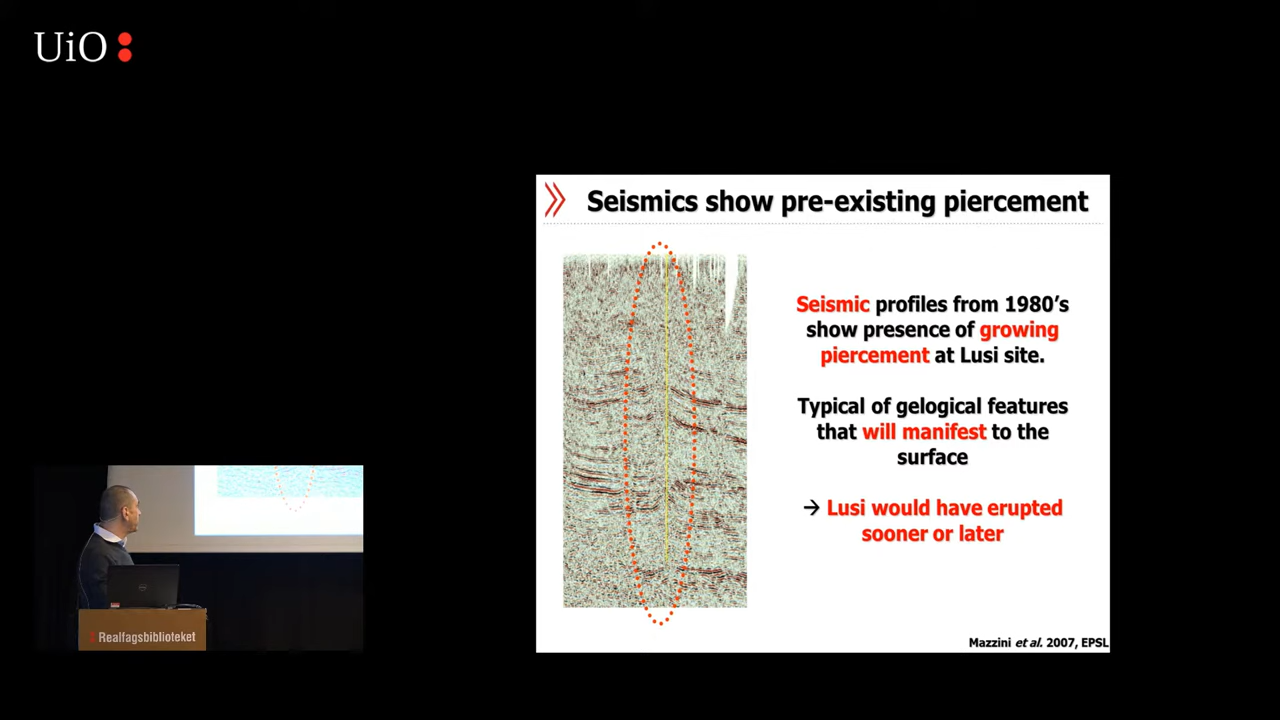 UiO
Seismics show pre-existing piercement
Seismic profiles from 1980's
show presence of growing
piercement at Lusi site.
Typical of gelogical features
that will manifest to the
surface
→ Lusi would have erupted
sooner or later
Mazzini et al. 2007, EPSL
Realfagsbiblioteket